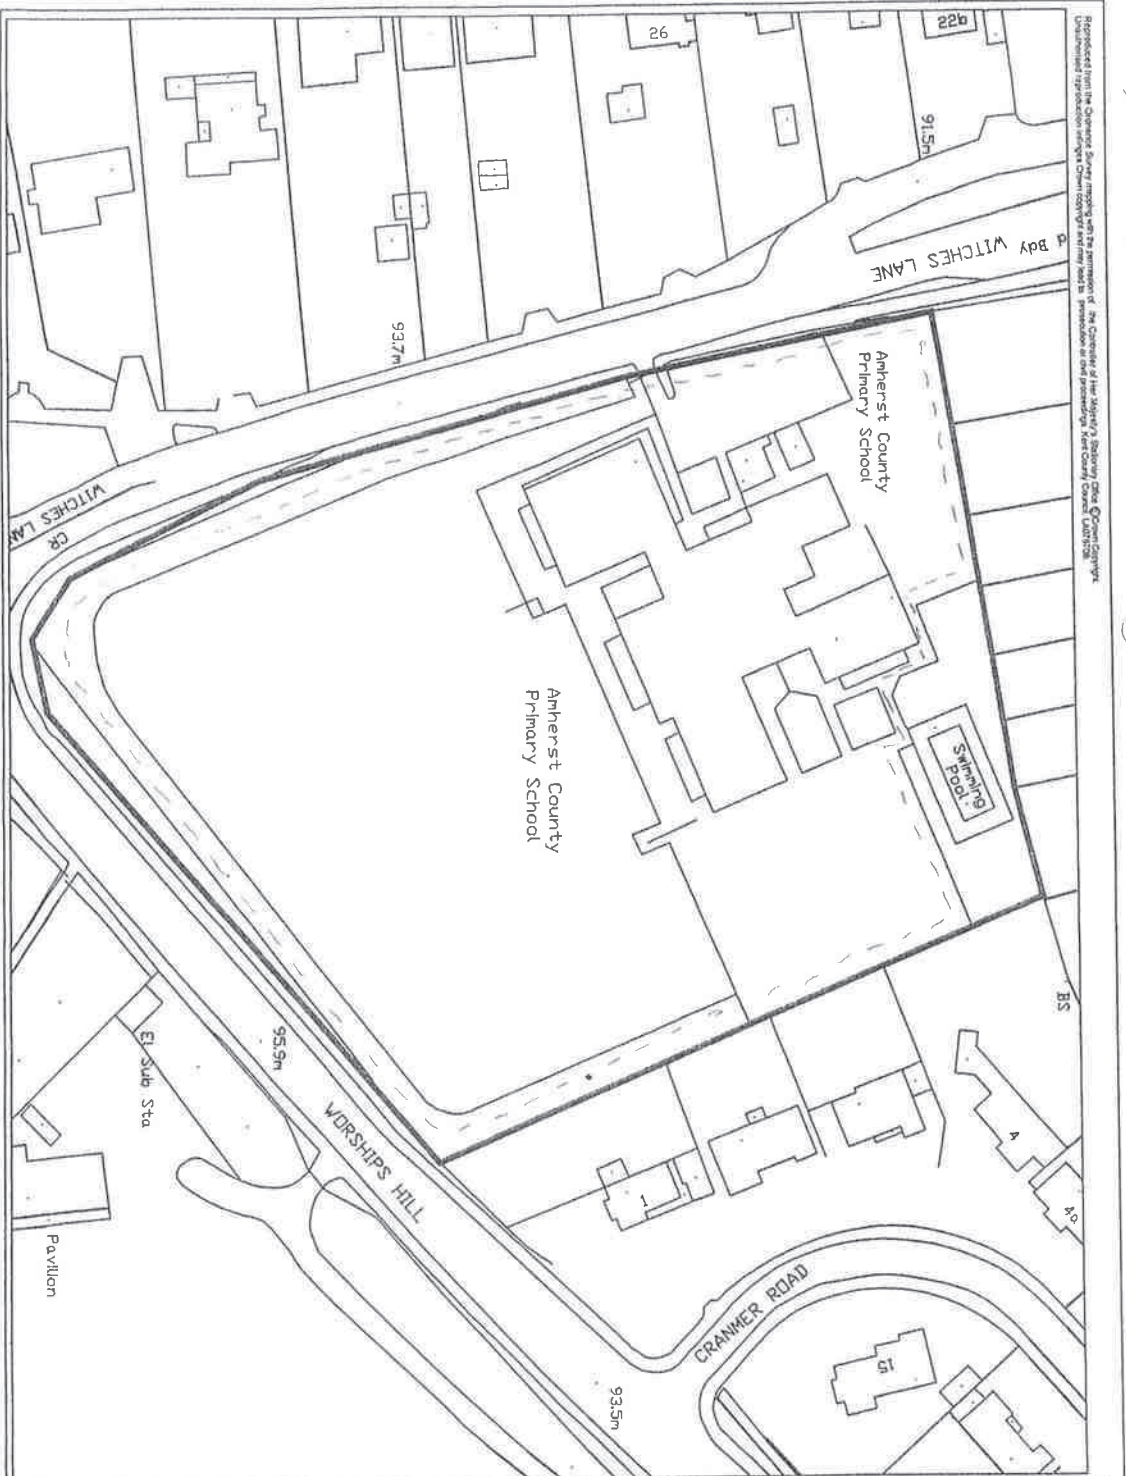 Reproduced from the Ordnance Survey mapping with the permission of the Controller of Her Majesty's Stationery Office © Crown Copyright.
Unauthorised reproduction infringes Crown copyright and may lead to prosecution or civil proceedings. Kent County Council.
26
22b
91.5m
Bdy WITCHES LANE
93.7m
Amherst County
Primary School
WITCHES LAN
CR
Swimming
Pool
Amherst County
Primary School
BS
El Sub Sta
95.9m
WORSHIPS HILL
1
4
Pavilion
CRANMER ROAD
15
93.5m